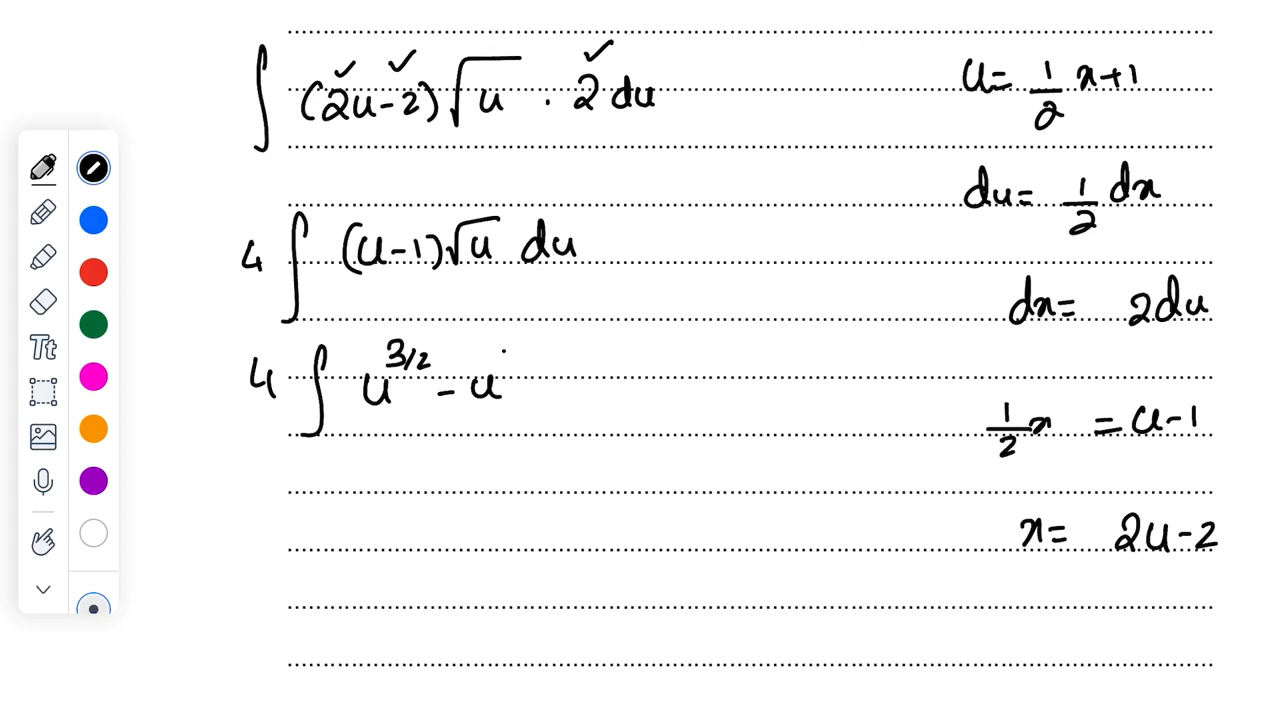 ∫ (2u-2)√u · 2 du
4 ∫ (u-1)√u du
4 ∫ u^3/2 - u
u = 1/2 x + 1
du = 1/2 dx
dx = 2du
1/2 x = u-1
x = 2u-2
Tt